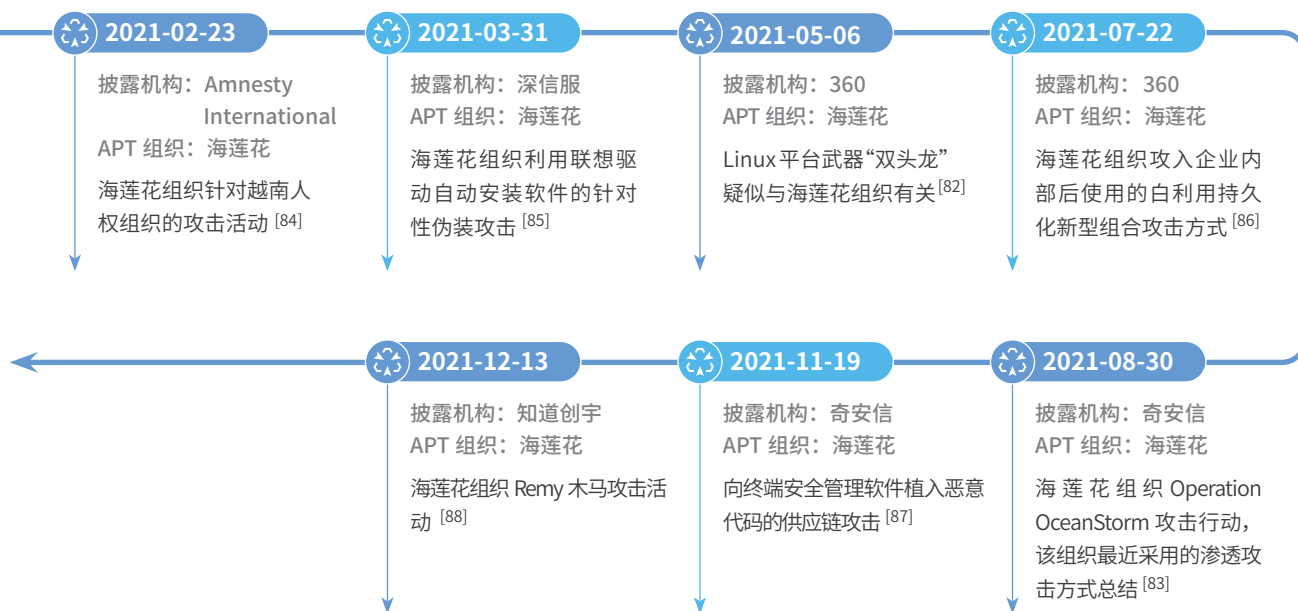 2021-02-23
披露机构：Amnesty
International
APT 组织：海莲花
海莲花组织针对越南人
权组织的攻击活动 [84]
2021-03-31
披露机构：深信服
APT 组织：海莲花
海莲花组织利用联想驱
动自动安装软件的针对
性伪装攻击 [85]
2021-05-06
披露机构：360
APT 组织：海莲花
Linux 平台武器“双头龙”
疑似与海莲花组织有关 [82]
2021-07-22
披露机构：360
APT 组织：海莲花
海莲花组织攻入企业内
部后使用的白利用持久
化新型组合攻击方式 [86]
2021-08-30
披露机构：奇安信
APT 组织：海莲花
海莲花组织 Operation
OceanStorm 攻击行动，
该组织最近采用的渗透攻
击方式总结 [83]
2021-11-19
披露机构：奇安信
APT 组织：海莲花
向终端安全管理软件植入恶意
代码的供应链攻击 [87]
2021-12-13
披露机构：知道创宇
APT 组织：海莲花
海莲花组织 Remy 木马攻击活
动 [88]